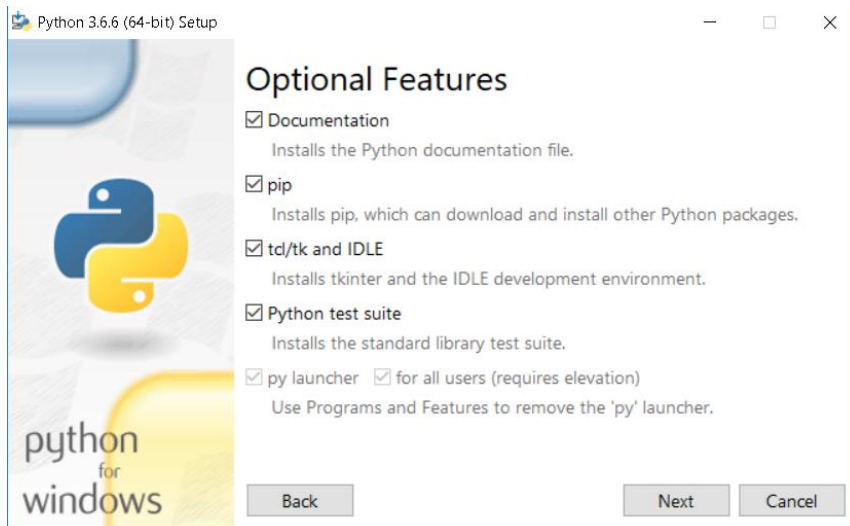 Python 3.6.6 (64-bit) Setup
Optional Features
Documentation
Installs the Python documentation file.
pip
Installs pip, which can download and install other Python packages.
tcl/tk and IDLE
Installs tkinter and the IDLE development environment.
Python test suite
Installs the standard library test suite.
py launcher for all users (requires elevation)
Use Programs and Features to remove the 'py' launcher.
python
for
windows
Back Next Cancel